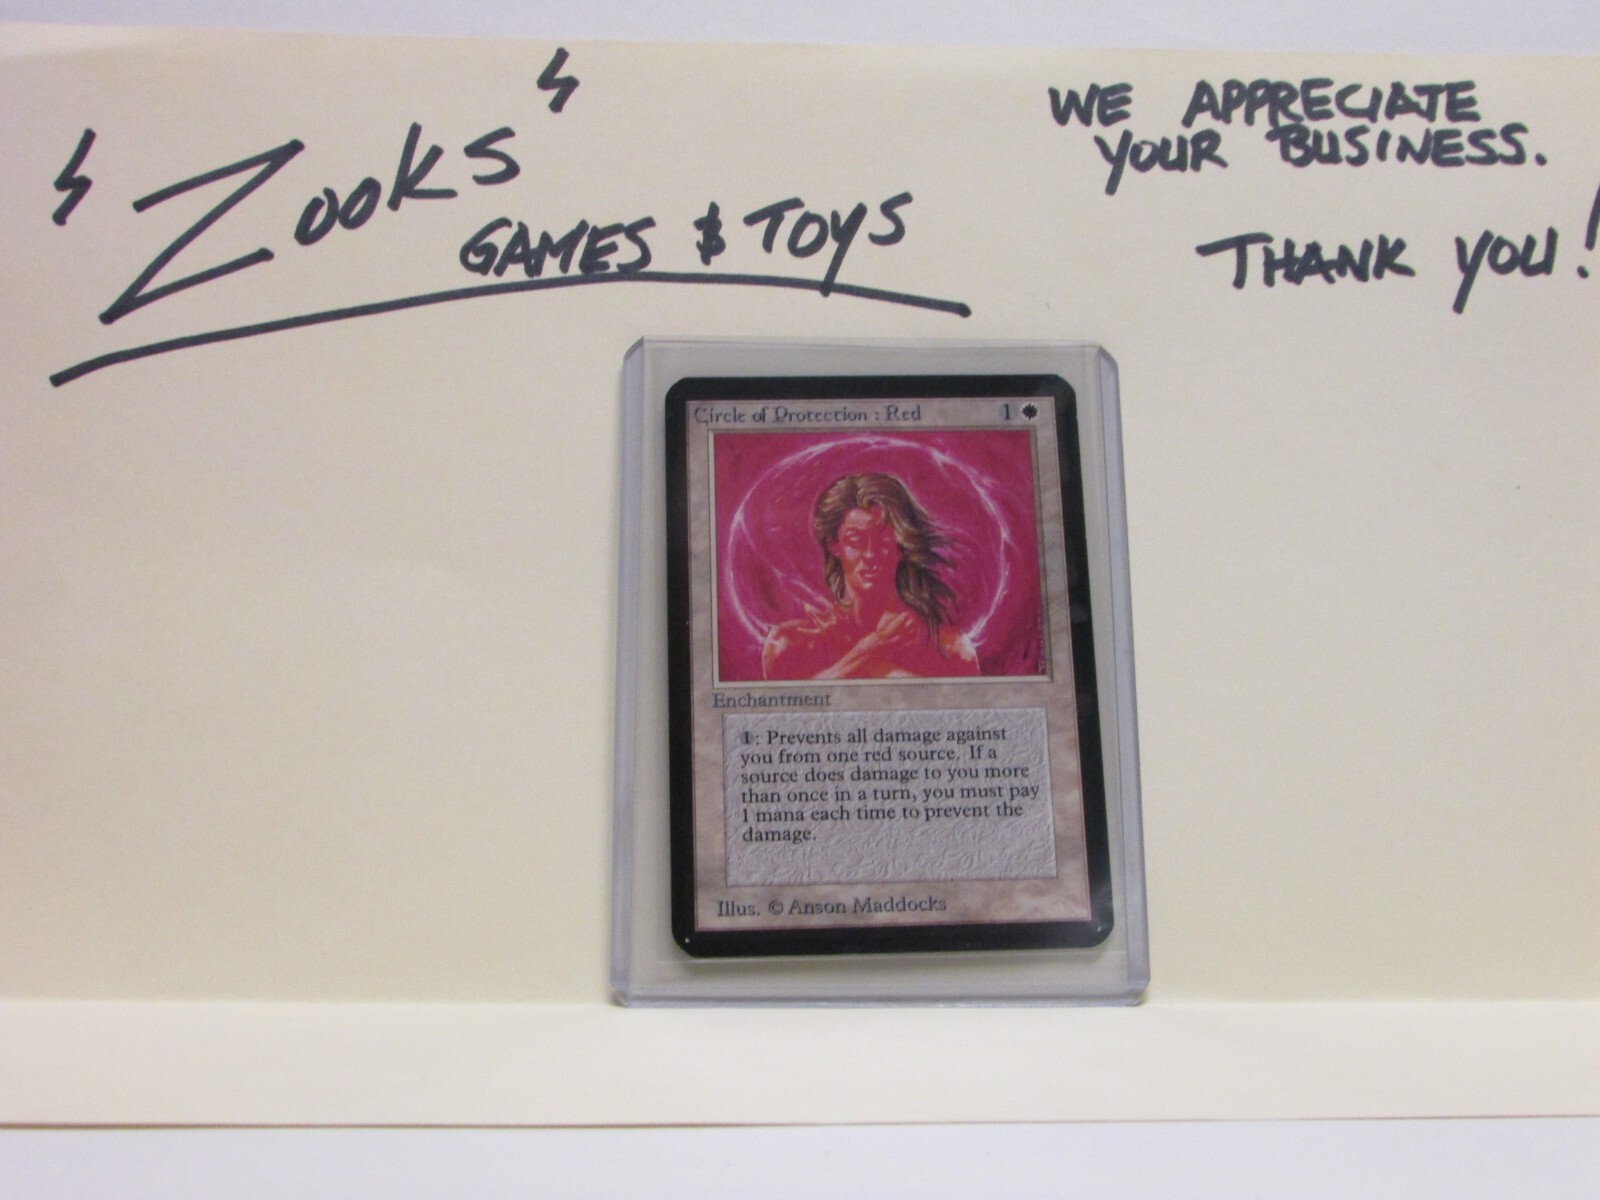 Zooks
GAMES & TOYS
WE APPRECIATE
YOUR BUSINESS.
THANK YOU!
Circle of Protection : Red 1
Enchantment
1: Prevents all damage against
you from one red source. If a
source does damage to you more
than once in a turn, you must pay
1 mana each time to prevent the
damage.
Illus. © Anson Maddocks